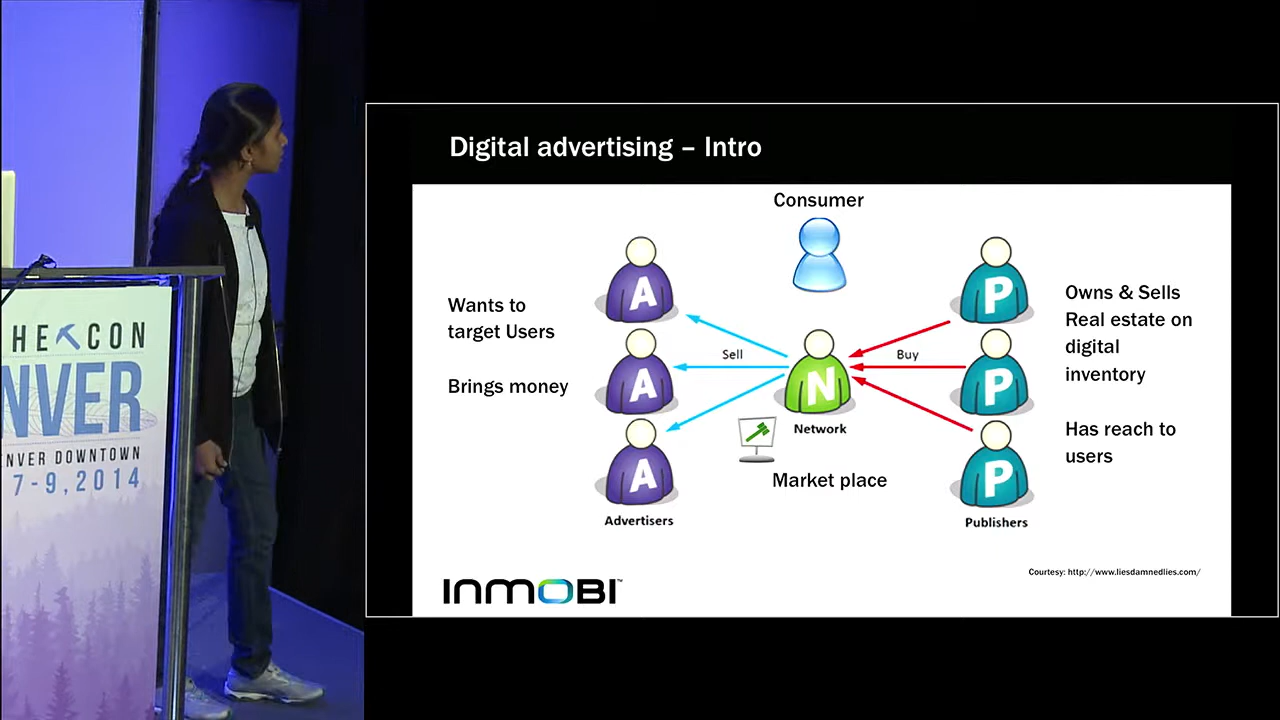 HE CON
NVER
NVER DOWNTOWN
7-9, 2014
Digital advertising – Intro
Consumer
A
P
Wants to
target Users
Owns & Sells
Real estate on
digital
inventory
Sell
Buy
A
N
P
Brings money
Network
Has reach to
users
A
P
Market place
Advertisers
Publishers
Courtesy: http://www.liesdamnedlies.com/
INMOBI™